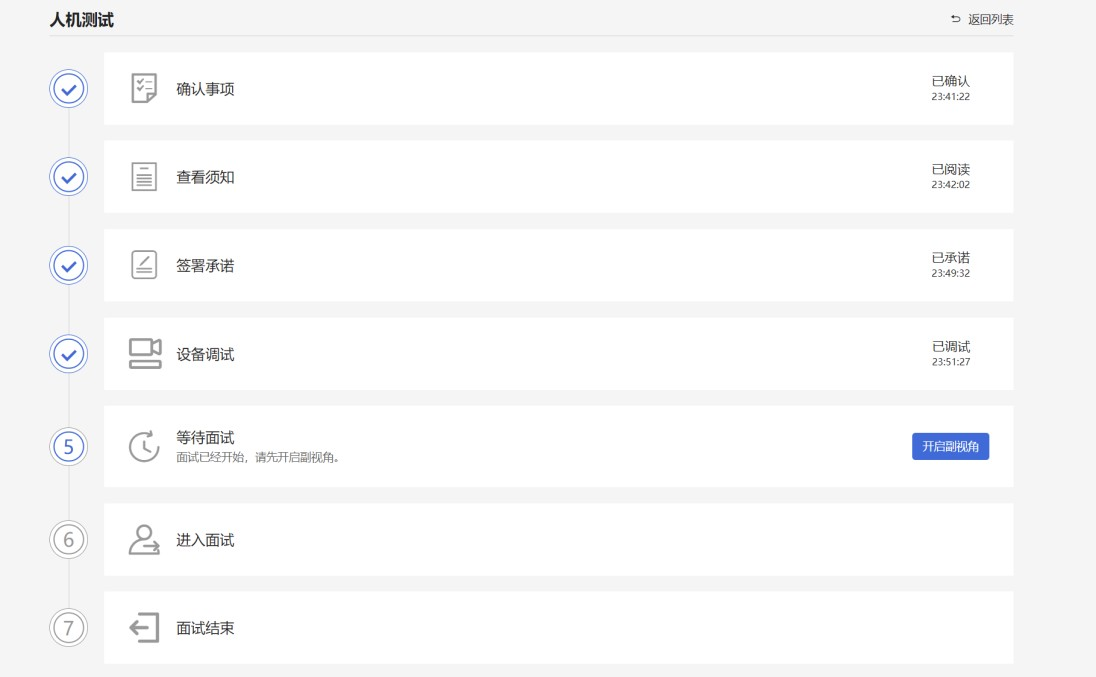 人机测试
返回列表
确认事项
已确认
23:41:22
查看须知
已阅读
23:42:02
签署承诺
已承诺
23:49:32
设备调试
已调试
23:51:27
5
等待面试
面试已经开始，请先开启副视角。
开启副视角
6
进入面试
7
面试结束